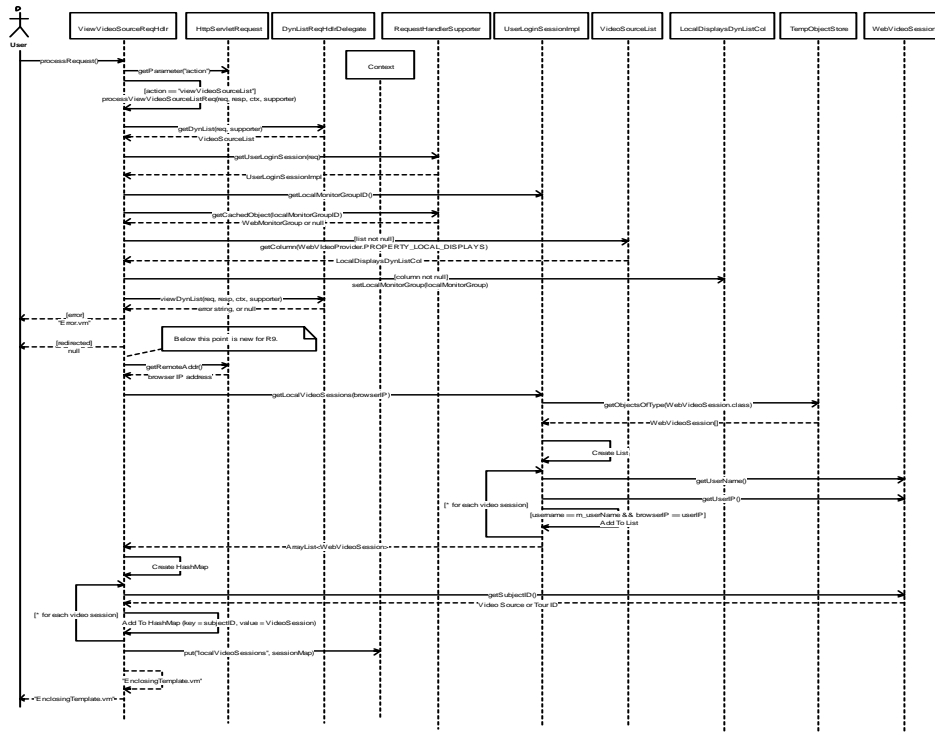 ViewVideoSourceReqHdlr
HttpServletRequest
DynListReqHdlrDelegate
RequestHandlerSupporter
UserLoginSessionImpl
VideoSourceList
LocalDisplaysDynListCol
TempObjectStore
WebVideoSession
User
Context
processRequest()
getParameter("action")
[action == "viewVideoSourceList"]
processViewVideoSourceListReq(req, resp, ctx, supporter)
getDynList(req, supporter)
VideoSourceList
getUserLoginSession(req)
UserLoginSessionImpl
getLocalMonitorGroupID()
getCachedObject(localMonitorGroupID)
WebMonitorGroup or null
[list not null]
getColumn(WebVideoProvider.PROPERTY_LOCAL_DISPLAYS)
LocalDisplaysDynListCol
[column not null]
setLocalMonitorGroup(localMonitorGroup)
viewDynList(req, resp, ctx, supporter)
error string, or null
[error]
"Error.vm"
Below this point is new for R9.
[redirected]
null
getRemoteAddr()
browser IP address
getLocalVideoSessions(browserIP)
getObjectsOfType(WebVideoSession.class)
WebVideoSession[]
Create List
getUserName()
getUserIP()
[* for each video session]
[username == m_userName && browserIP == userIP]
Add To List
ArrayList<WebVideoSession>
Create HashMap
getSubjectID()
Video Source or Tour ID
[* for each video session]
Add To HashMap (key = subjectID, value = VideoSession)
put("localVideoSessions", sessionMap)
"EnclosingTemplate.vm"
"EnclosingTemplate.vm"